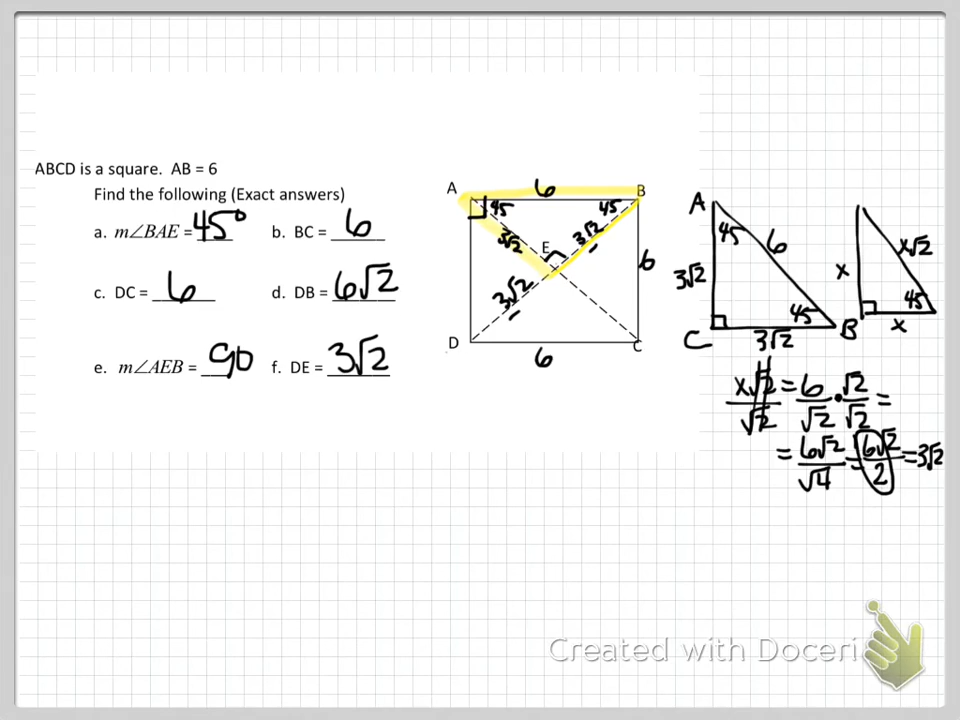 ABCD is a square. AB = 6
Find the following (Exact answers)
a. m∠BAE = 45° b. BC = 6
c. DC = 6 d. DB = 6√2
e. m∠AEB = 90 f. DE = 3√2
A 6 B
45 45
3√2 E 3√2
6
3√2
D C
6
A
45 6
3√2
45
C 3√2 B
x√2
x
45
x
x√2/√2 = 6/√2 • √2/√2 =
= 6√2/√4 = 6√2/2 = 3√2
Created with Doceri